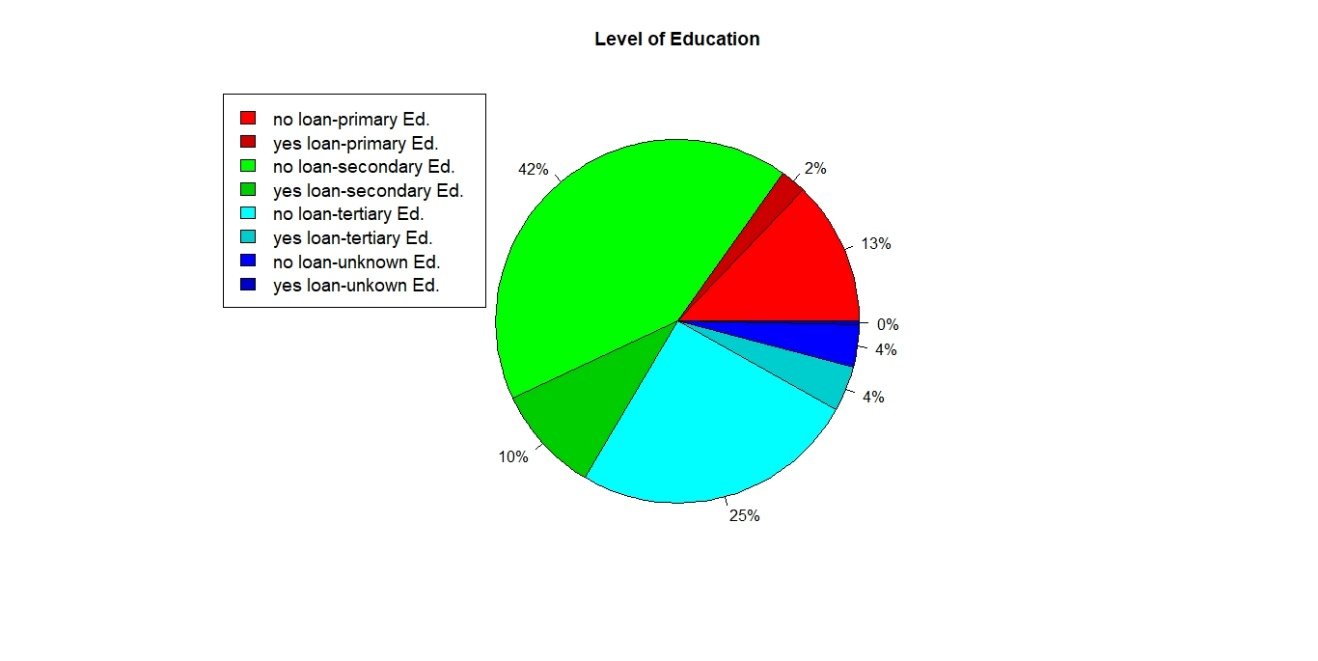 Level of Education
no loan-primary Ed.
yes loan-primary Ed.
no loan-secondary Ed.
yes loan-secondary Ed.
no loan-tertiary Ed.
yes loan-tertiary Ed.
no loan-unknown Ed.
yes loan-unkown Ed.
42%
2%
13%
0%
4%
4%
10%
25%